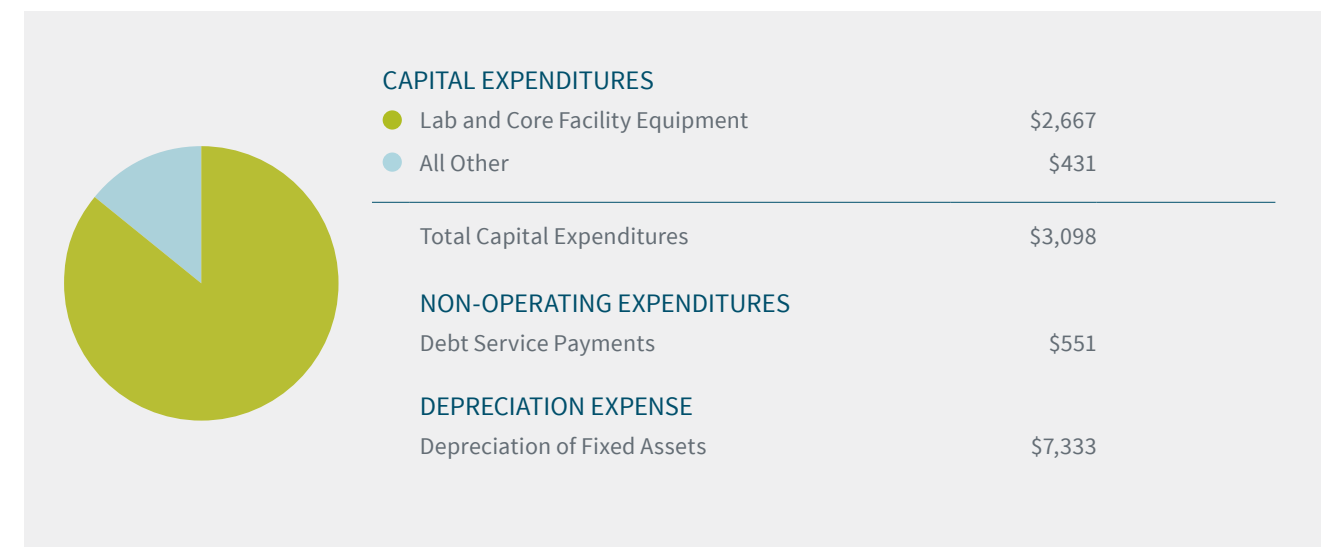 CAPITAL EXPENDITURES
Lab and Core Facility Equipment $2,667
All Other $431
Total Capital Expenditures $3,098
NON-OPERATING EXPENDITURES
Debt Service Payments $551
DEPRECIATION EXPENSE
Depreciation of Fixed Assets $7,333